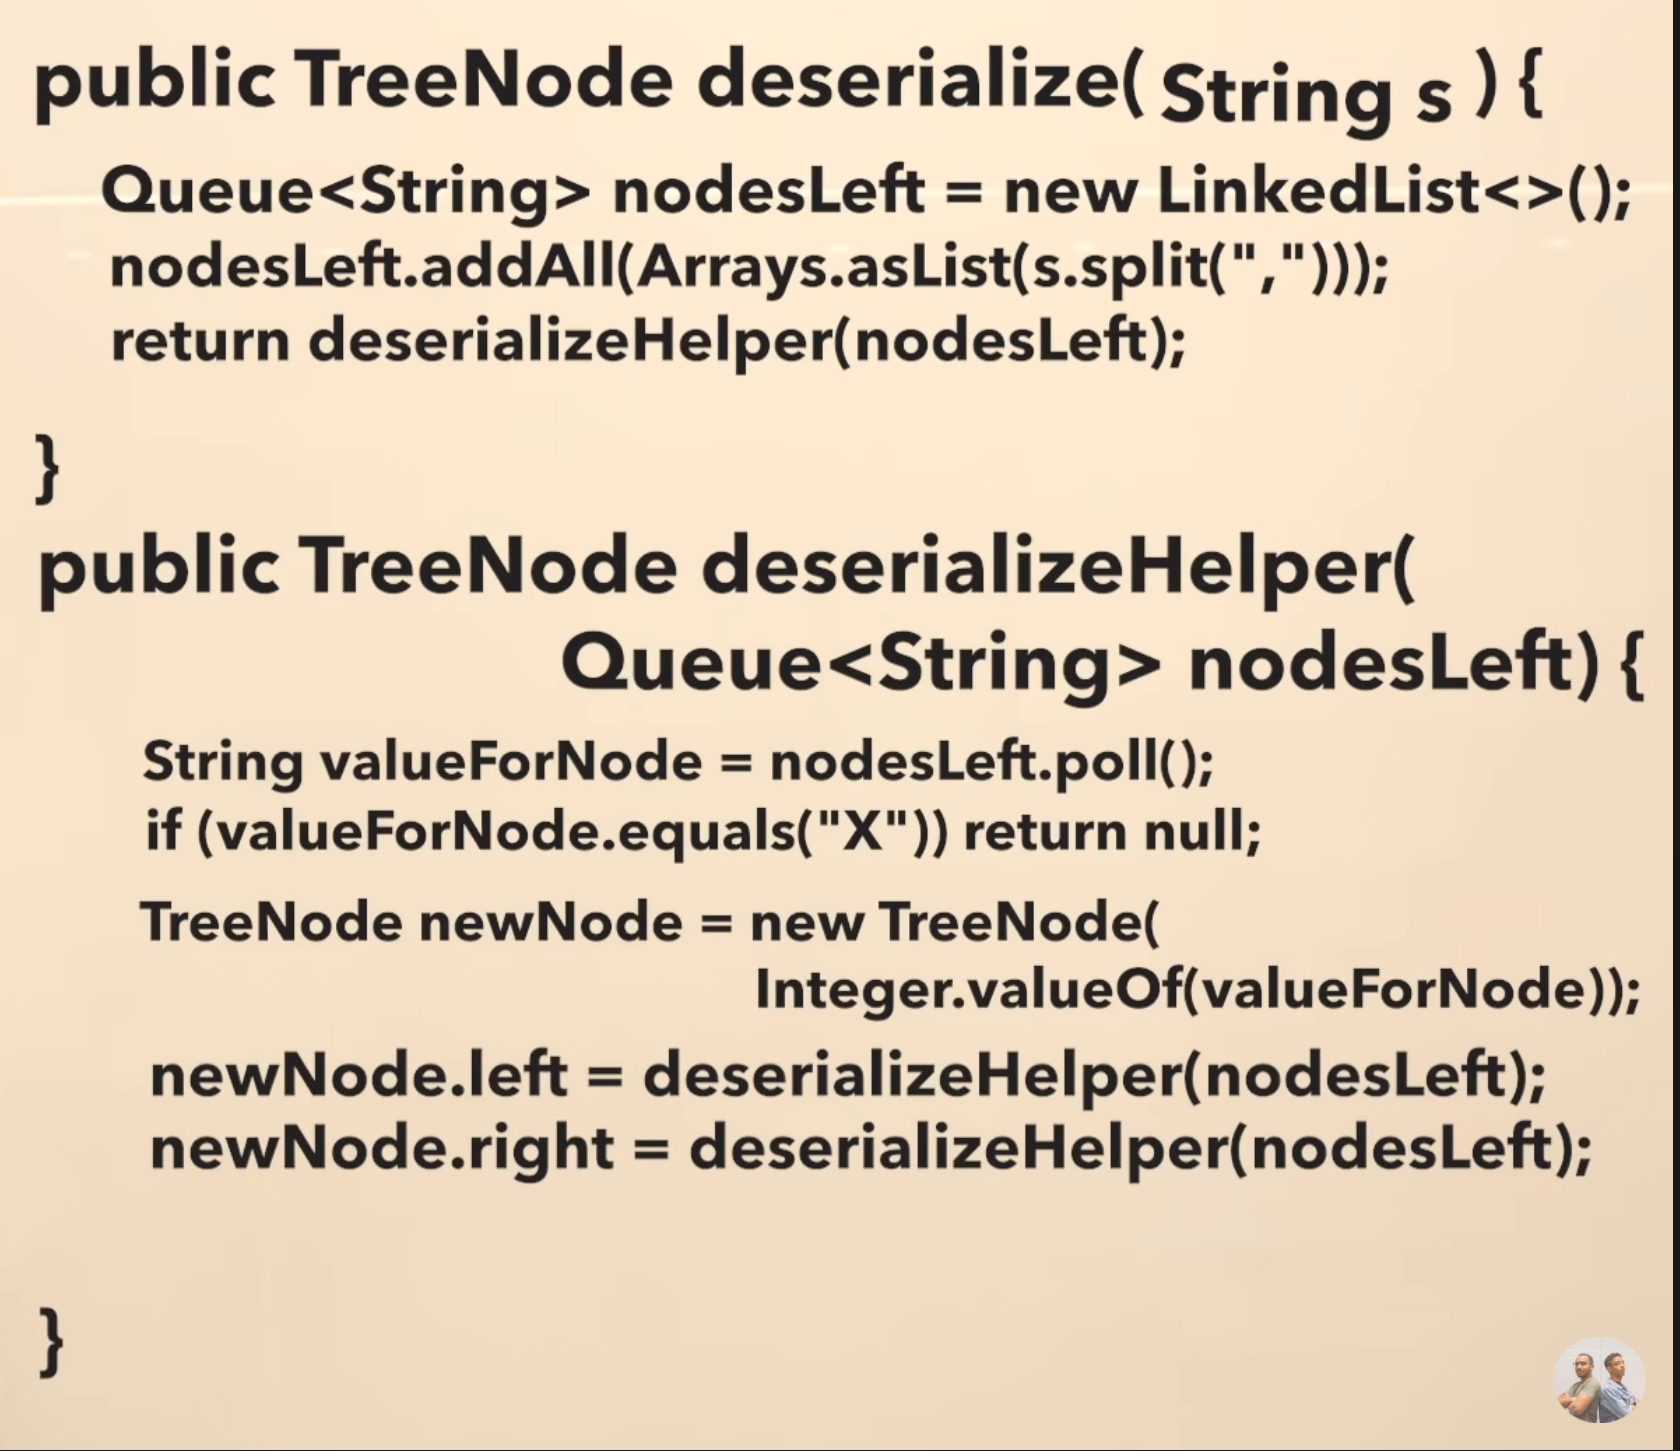 public TreeNode deserialize( String s ) {
Queue<String> nodesLeft = new LinkedList<>();
nodesLeft.addAll(Arrays.asList(s.split(",")));
return deserializeHelper(nodesLeft);
}
public TreeNode deserializeHelper(
Queue<String> nodesLeft) {
String valueForNode = nodesLeft.poll();
if (valueForNode.equals("X")) return null;
TreeNode newNode = new TreeNode(
Integer.valueOf(valueForNode));
newNode.left = deserializeHelper(nodesLeft);
newNode.right = deserializeHelper(nodesLeft);
}